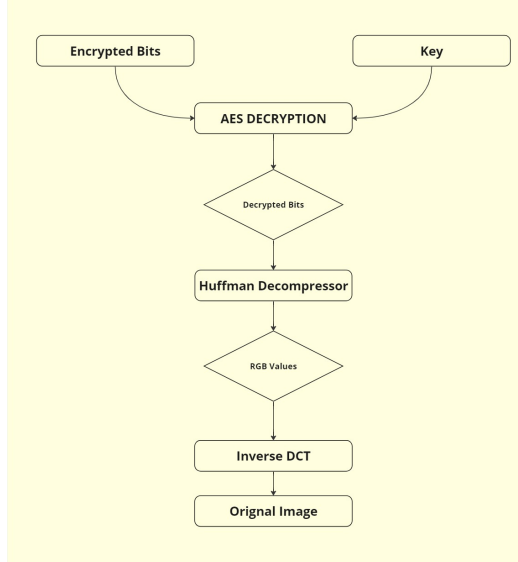 Encrypted Bits
Key
AES DECRYPTION
Decrypted Bits
Huffman Decompressor
RGB Values
Inverse DCT
Orignal Image